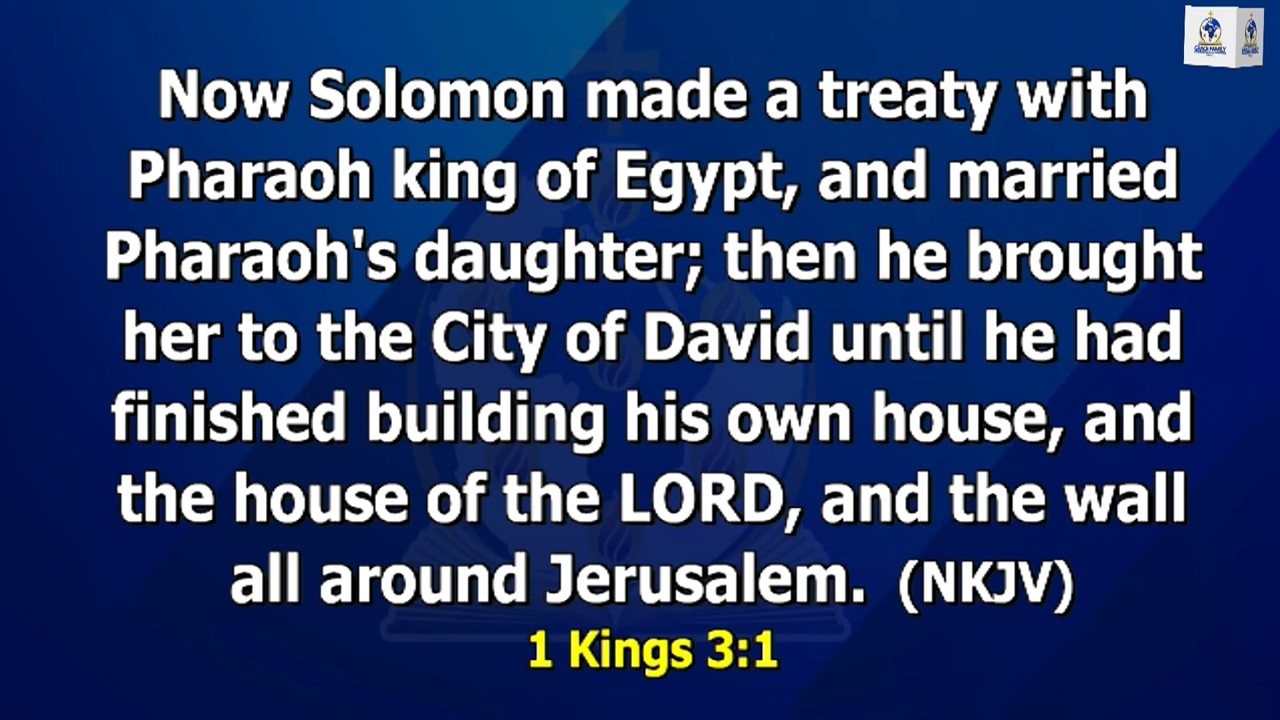 Now Solomon made a treaty with
Pharaoh king of Egypt, and married
Pharaoh's daughter; then he brought
her to the City of David until he had
finished building his own house, and
the house of the LORD, and the wall
all around Jerusalem. (NKJV)
1 Kings 3:1
GRACE FAMILY